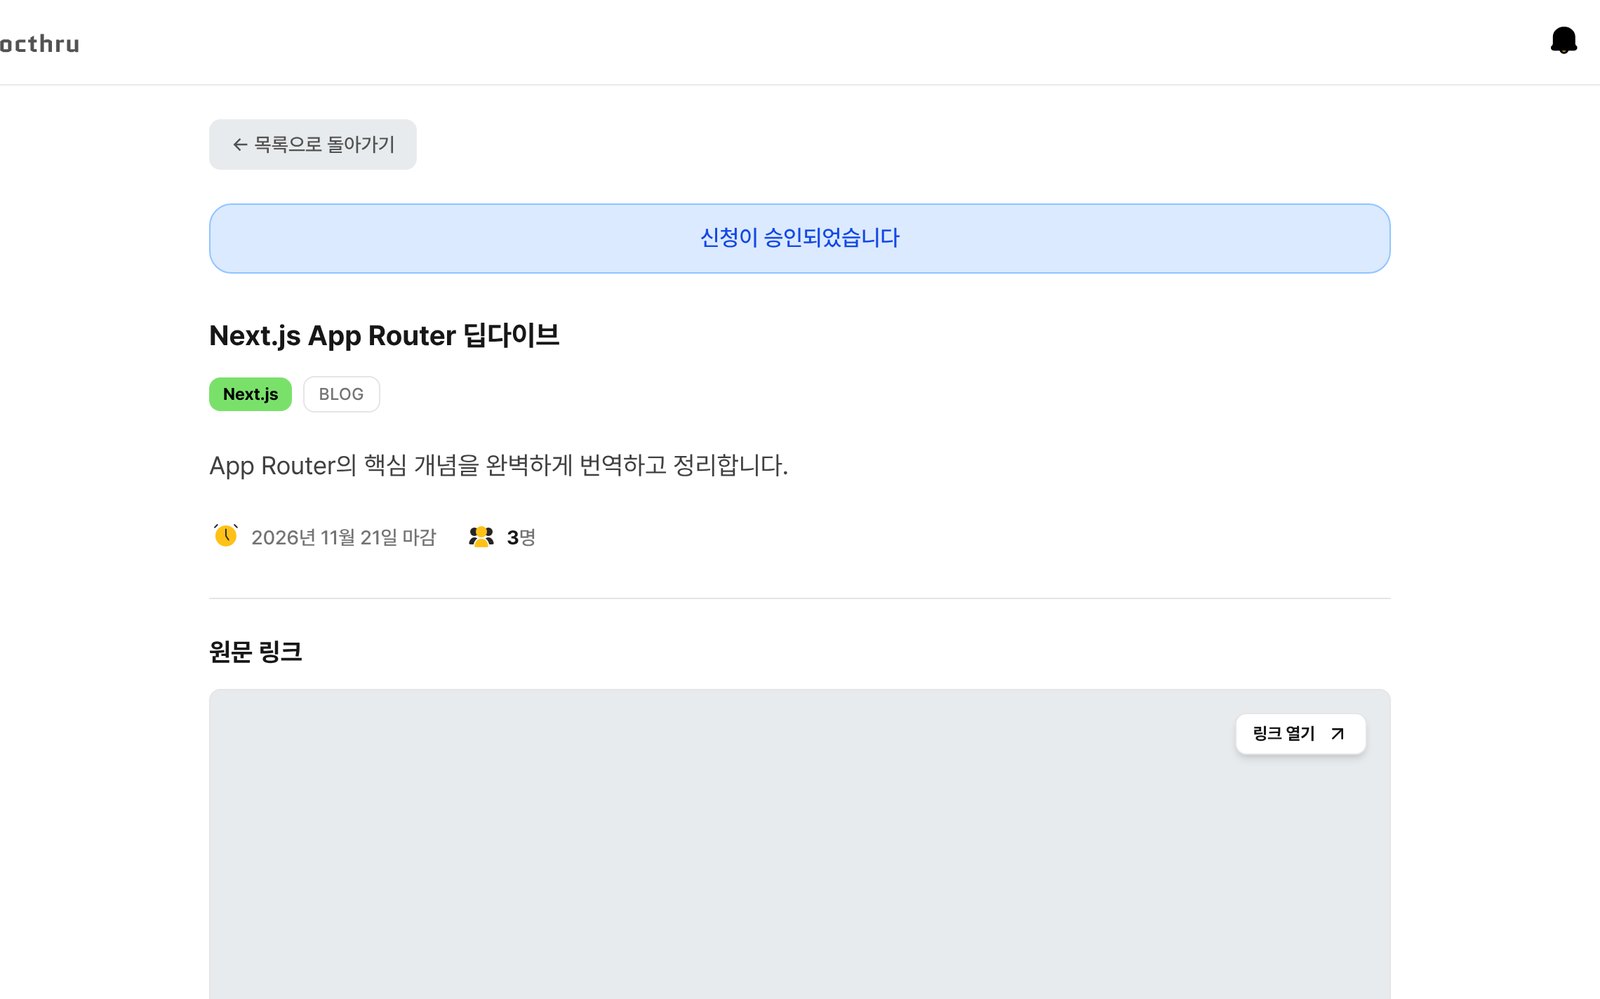 octhru
← 목록으로 돌아가기
신청이 승인되었습니다
Next.js App Router 딥다이브
Next.js BLOG
App Router의 핵심 개념을 완벽하게 번역하고 정리합니다.
2026년 11월 21일 마감 3명
원문 링크
링크 열기